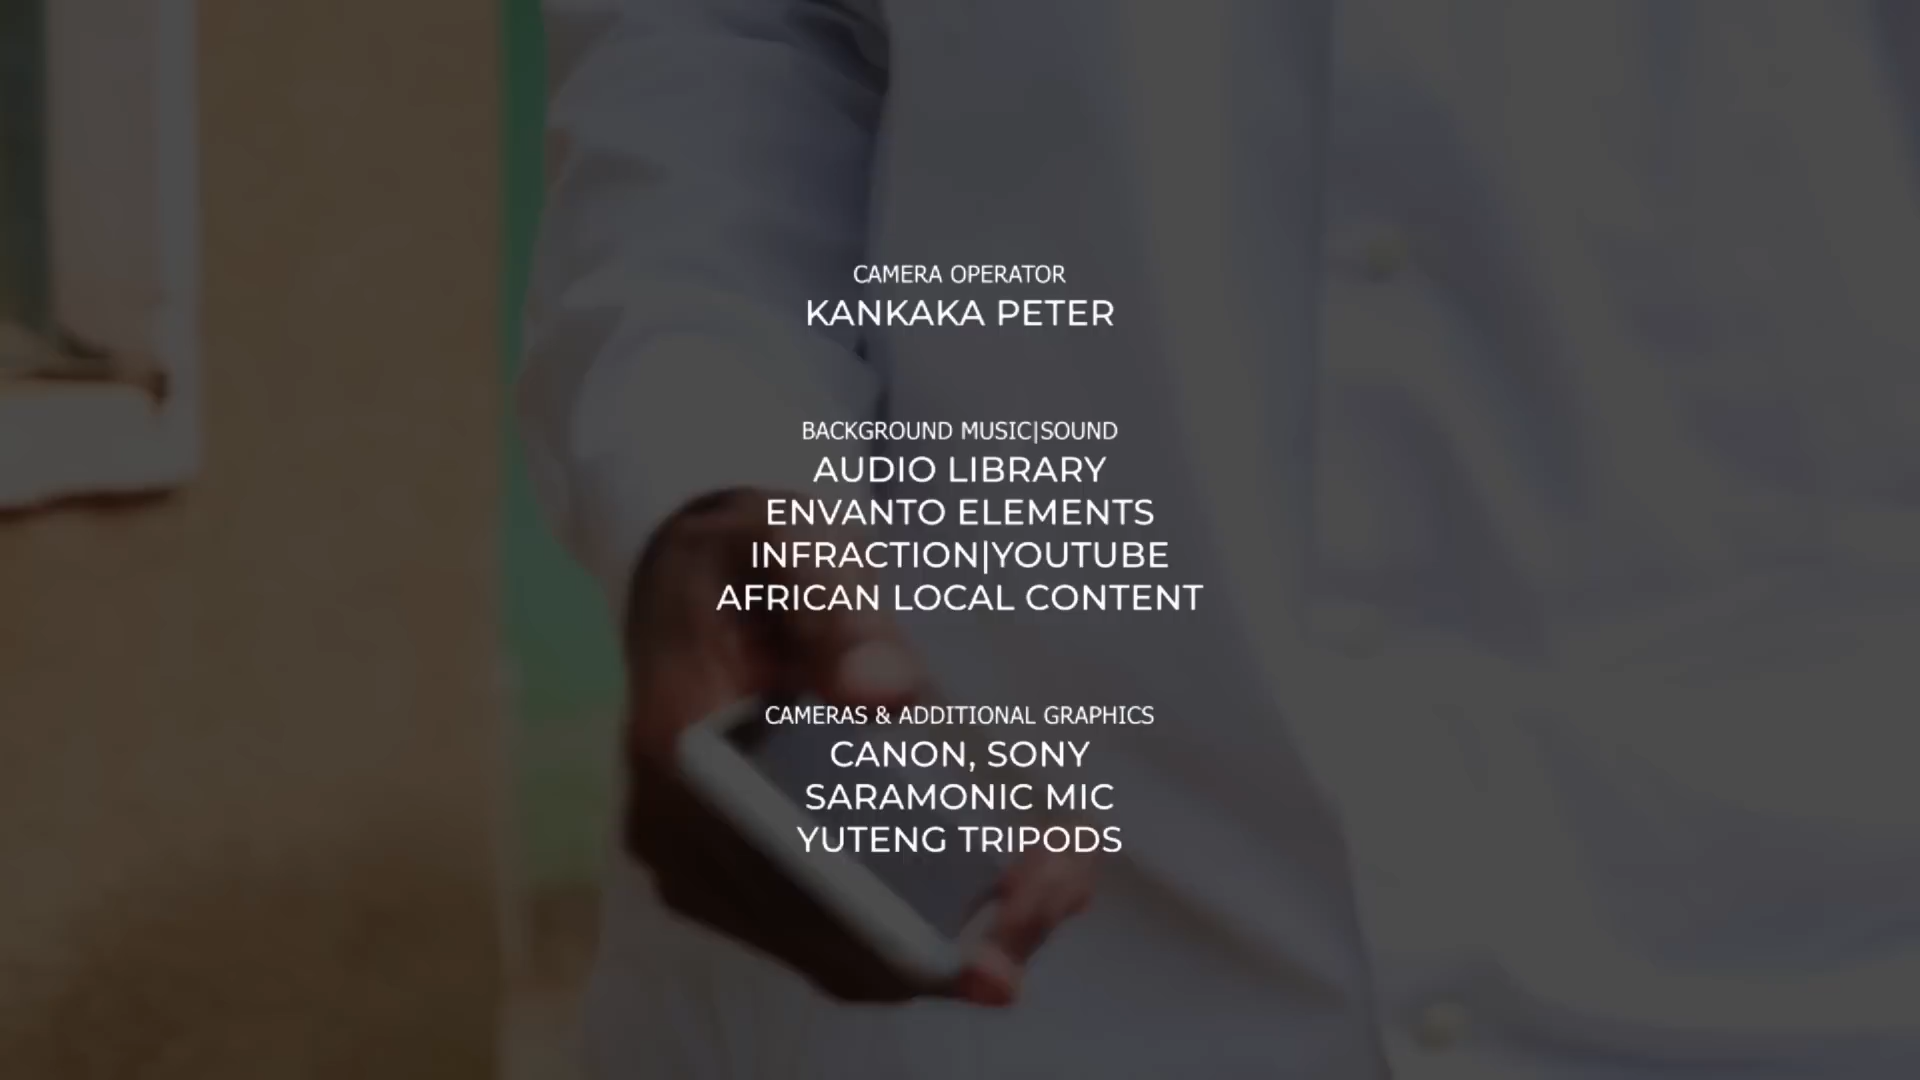 CAMERA OPERATOR
KANKAKA PETER
BACKGROUND MUSIC|SOUND
AUDIO LIBRARY
ENVANTO ELEMENTS
INFRACTION|YOUTUBE
AFRICAN LOCAL CONTENT
CAMERAS & ADDITIONAL GRAPHICS
CANON, SONY
SARAMONIC MIC
YUTENG TRIPODS